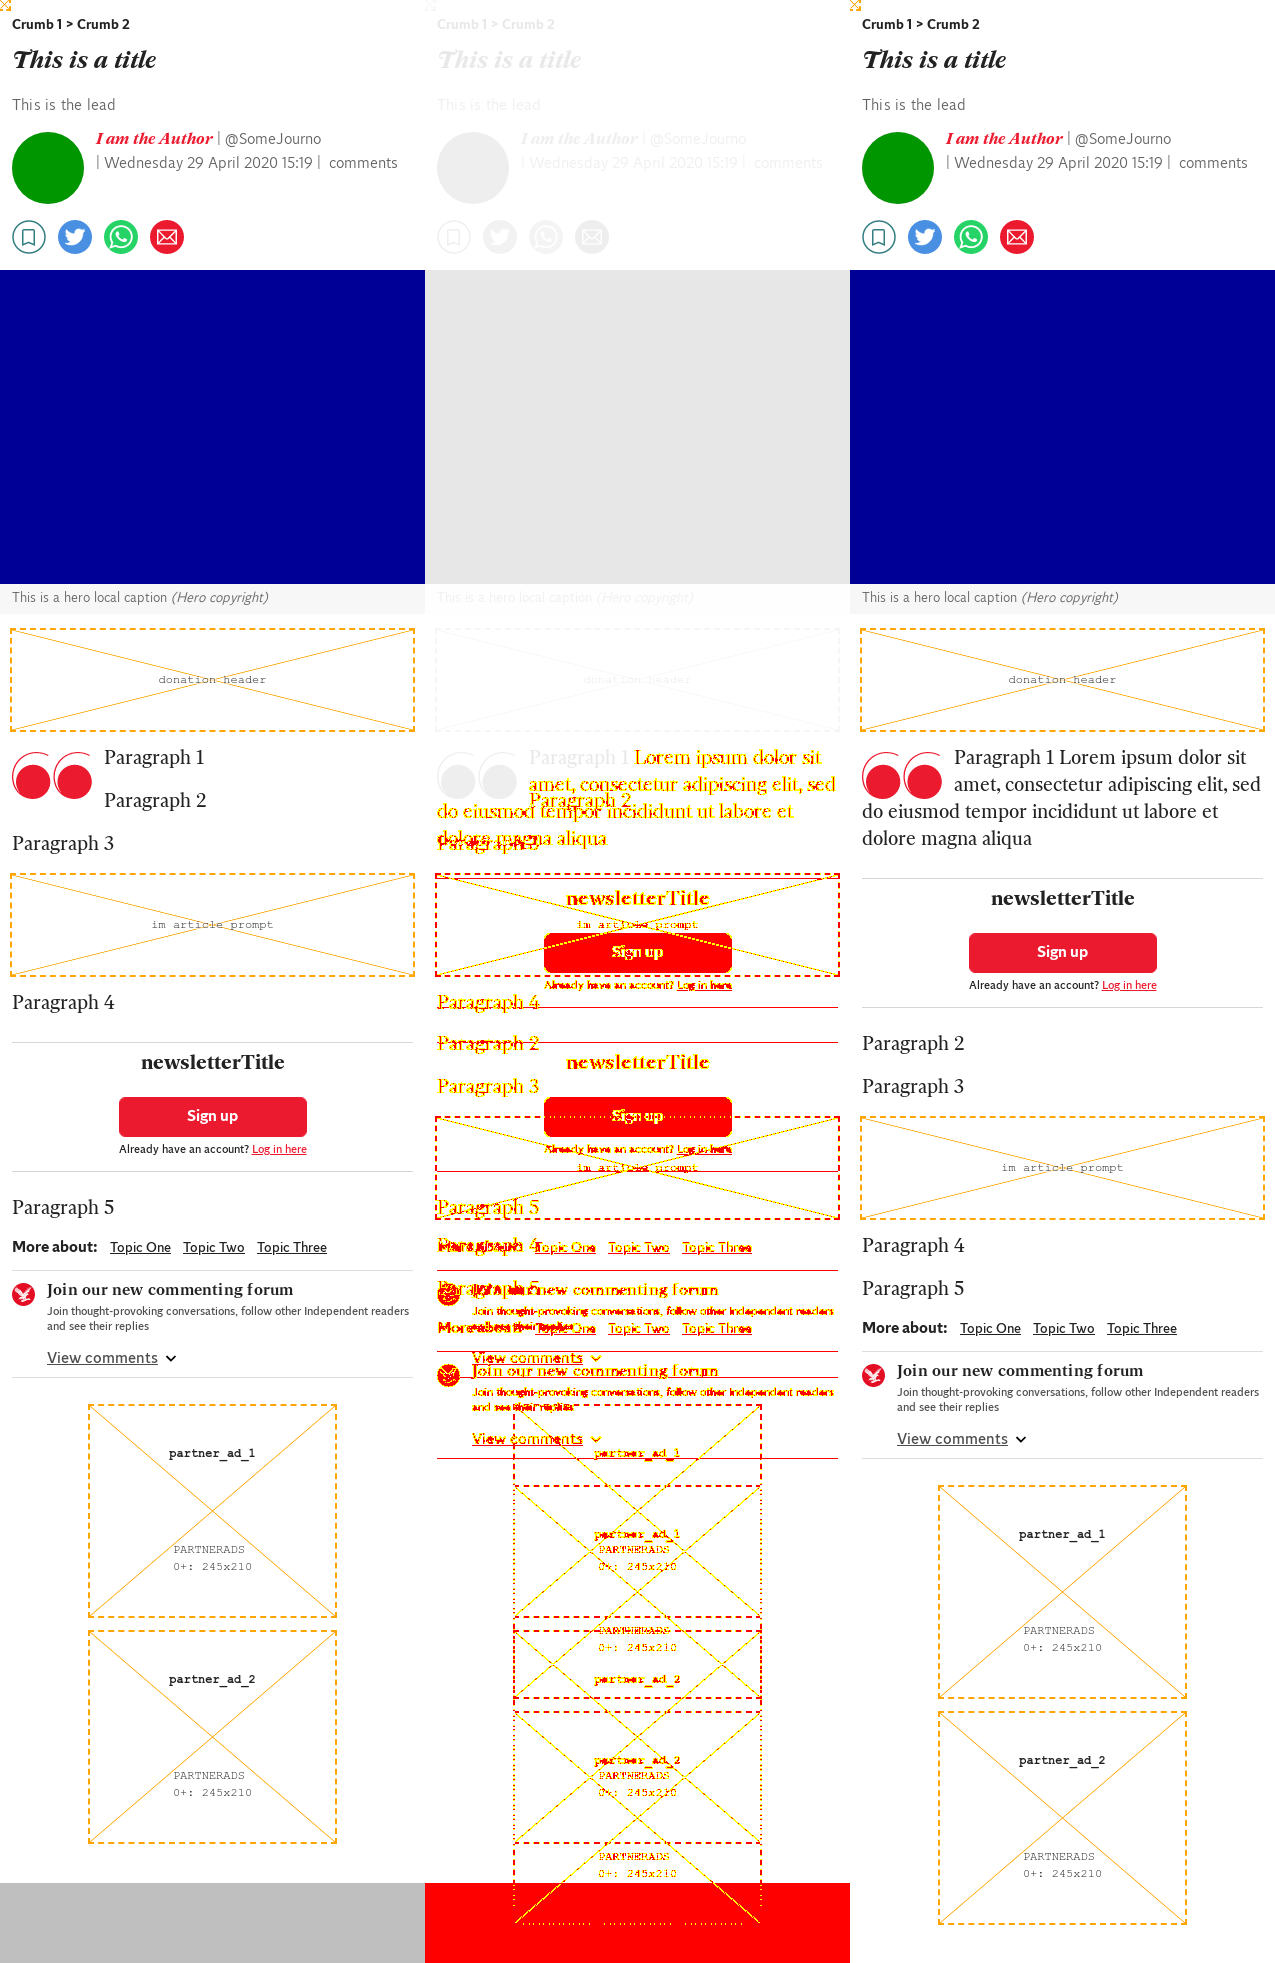 Crumb 1 > Crumb 2
This is a title
This is the lead
I am the Author | @SomeJourno
| Wednesday 29 April 2020 15:19 | comments
This is a hero local caption (Hero copyright)
donation header
Paragraph 1
Paragraph 2
Paragraph 3
im article prompt
Paragraph 4
newsletterTitle
Sign up
Already have an account? Log in here
Paragraph 5
More about: Topic One Topic Two Topic Three
Join our new commenting forum
Join thought-provoking conversations, follow other Independent readers
and see their replies
View comments
partner_ad_1
PARTNERADS
0+: 245x210
partner_ad_2
PARTNERADS
0+: 245x210
Crumb 1 > Crumb 2
This is a title
This is the lead
I am the Author | @SomeJourno
| Wednesday 29 April 2020 15:19 | comments
This is a hero local caption (Hero copyright)
donation header
Paragraph 1 Lorem ipsum dolor sit
amet, consectetur adipiscing elit, sed
Paragraph 2
do eiusmod tempor incididunt ut labore et
dolore magna aliqua
newsletterTitle
im article prompt
Sign up
Already have an account? Log in here
Paragraph 4
Paragraph 2
newsletterTitle
Paragraph 3
Sign up
Already have an account? Log in here
im article prompt
Paragraph 5
Paragraph 4
Topic One Topic Two Topic Three
Paragraph 5
new commenting forum
Join thought-provoking conversations, follow other Independent readers
More about: Topic One Topic Two Topic Three
View comments
Join our new commenting forum
Join thought-provoking conversations, follow other Independent readers
and see their replies
View comments
partner_ad_1
partner_ad_1
PARTNERADS
0+: 245x210
PARTNERADS
0+: 245x210
partner_ad_2
partner_ad_2
PARTNERADS
0+: 245x210
PARTNERADS
0+: 245x210
Crumb 1 > Crumb 2
This is a title
This is the lead
I am the Author | @SomeJourno
| Wednesday 29 April 2020 15:19 | comments
This is a hero local caption (Hero copyright)
donation header
Paragraph 1 Lorem ipsum dolor sit
amet, consectetur adipiscing elit, sed
do eiusmod tempor incididunt ut labore et
dolore magna aliqua
newsletterTitle
Sign up
Already have an account? Log in here
Paragraph 2
Paragraph 3
im article prompt
Paragraph 4
Paragraph 5
More about: Topic One Topic Two Topic Three
Join our new commenting forum
Join thought-provoking conversations, follow other Independent readers
and see their replies
View comments
partner_ad_1
PARTNERADS
0+: 245x210
partner_ad_2
PARTNERADS
0+: 245x210